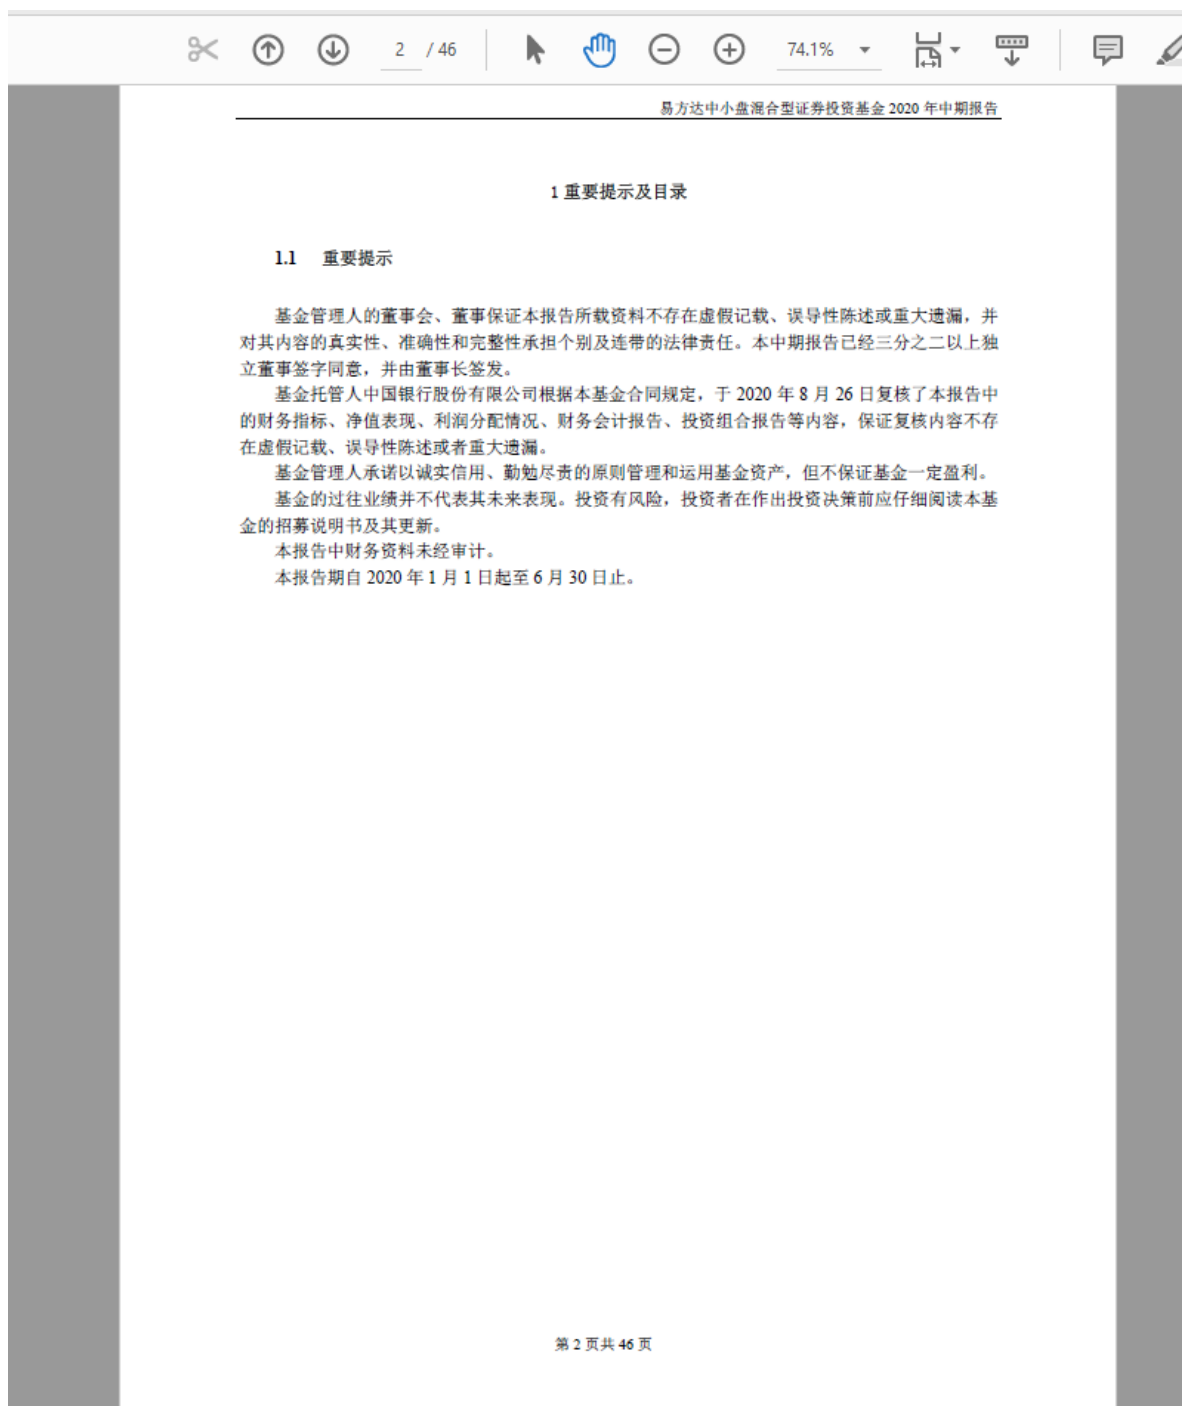 2 / 46 74.1%
易方达中小盘混合型证券投资基金 2020 年中期报告
1 重要提示及目录
1.1 重要提示
基金管理人的董事会、董事保证本报告所载资料不存在虚假记载、误导性陈述或重大遗漏，并
对其内容的真实性、准确性和完整性承担个别及连带的法律责任。本中期报告已经三分之二以上独
立董事签字同意，并由董事长签发。
基金托管人中国银行股份有限公司根据本基金合同规定，于 2020 年 8 月 26 日复核了本报告中
的财务指标、净值表现、利润分配情况、财务会计报告、投资组合报告等内容，保证复核内容不存
在虚假记载、误导性陈述或者重大遗漏。
基金管理人承诺以诚实信用、勤勉尽责的原则管理和运用基金资产，但不保证基金一定盈利。
基金的过往业绩并不代表其未来表现。投资有风险，投资者在作出投资决策前应仔细阅读本基
金的招募说明书及其更新。
本报告中财务资料未经审计。
本报告期自 2020 年 1 月 1 日起至 6 月 30 日止。
第 2 页共 46 页